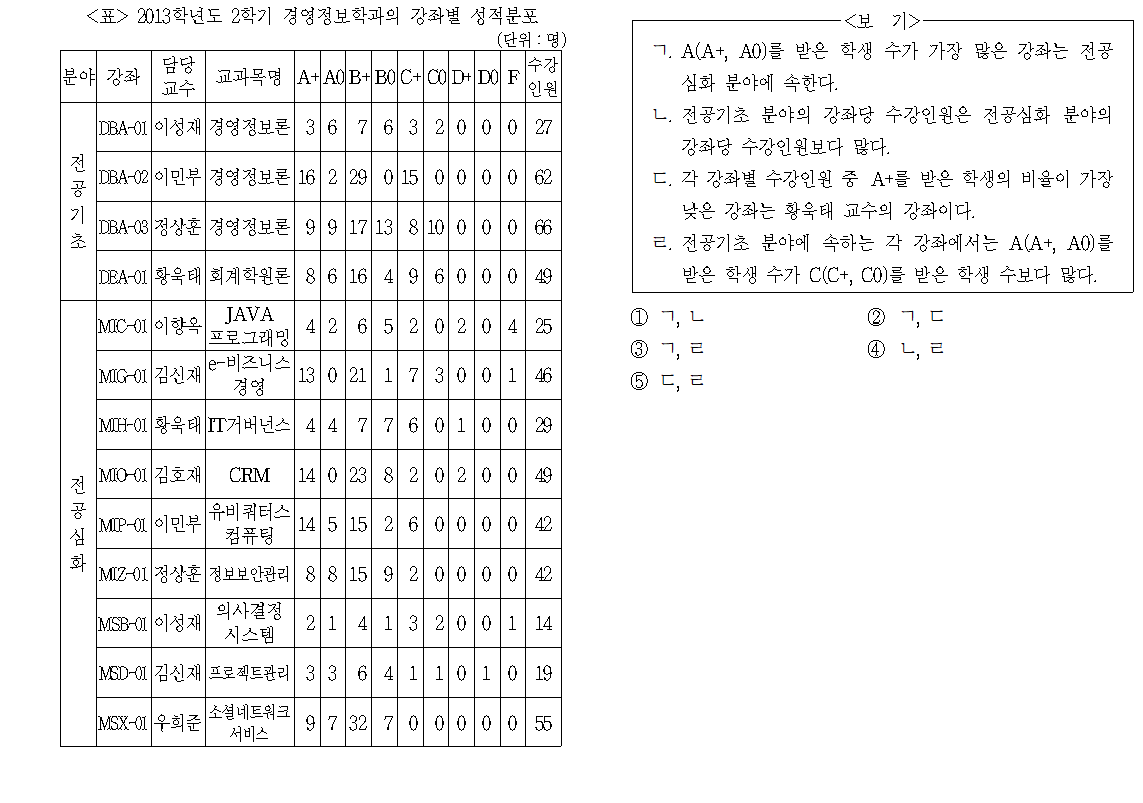 <표> 2013학년도 2학기 경영정보학과의 강좌별 성적분포
(단위 : 명)
분야 강좌 담당교수 교과목명 A+ A0 B+ B0 C+ C0 D+ D0 F 수강인원
전공기초
DBA-01 이성재 경영정보론 3 6 7 6 3 2 0 0 0 27
DBA-02 이민부 경영정보론 16 2 29 0 15 0 0 0 0 62
DBA-03 정상훈 경영정보론 9 9 17 13 8 10 0 0 0 66
DEA-01 황욱태 회계학원론 8 6 16 4 9 6 0 0 0 49
전공심화
MIC-01 이향옥 JAVA 프로그래밍 4 2 6 5 2 0 2 0 4 25
MIG-01 김신재 e-비즈니스 경영 13 0 21 1 7 3 0 0 1 46
MIH-01 황욱태 IT거버넌스 4 4 7 7 6 0 1 0 0 29
MIO-01 김호재 CRM 14 0 23 8 2 0 2 0 0 49
MIP-01 이민부 유비쿼터스 컴퓨팅 14 5 15 2 6 0 0 0 0 42
MIZ-01 정상훈 정보보안관리 8 8 15 9 2 0 0 0 0 42
MSB-01 이성재 의사결정 시스템 2 1 4 1 3 2 0 0 1 14
MSD-01 김신재 프로젝트관리 3 3 6 4 1 1 0 1 0 19
MSX-01 우희준 소셜네트워크 서비스 9 7 32 7 0 0 0 0 0 55
<보 기>
ㄱ. A(A+, A0)를 받은 학생 수가 가장 많은 강좌는 전공
심화 분야에 속한다.
ㄴ. 전공기초 분야의 강좌당 수강인원은 전공심화 분야의
강좌당 수강인원보다 많다.
ㄷ. 각 강좌별 수강인원 중 A+를 받은 학생의 비율이 가장
낮은 강좌는 황욱태 교수의 강좌이다.
ㄹ. 전공기초 분야에 속하는 각 강좌에서는 A(A+, A0)를
받은 학생 수가 C(C+, C0)를 받은 학생 수보다 많다.
① ㄱ, ㄴ
② ㄱ, ㄷ
③ ㄱ, ㄹ
④ ㄴ, ㄹ
⑤ ㄷ, ㄹ